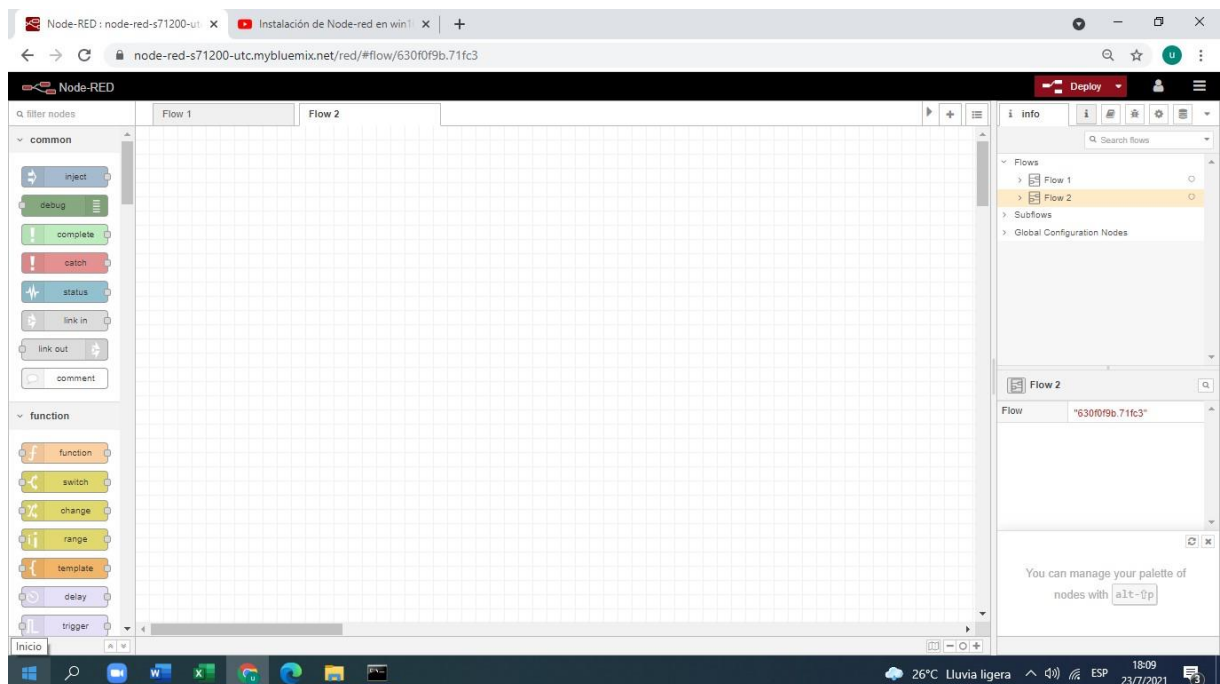 Node-RED : node-red-s71200-ut
Instalación de Node-red en win1
node-red-s71200-utc.mybluemix.net/red/#flow/630f0f9b.71fc3
u
Node-RED
Deploy
filter nodes
Flow 1
Flow 2
i info
common
Search flows
inject
debug
complete
catch
status
link in
link out
comment
function
function
switch
change
range
template
delay
trigger
Flows
Flow 1
Flow 2
Subflows
Global Configuration Nodes
Flow 2
Flow
"630f0f9b.71fc3"
You can manage your palette of
nodes with alt-⇧p
Inicio
26°C Lluvia ligera
ESP
18:09
23/7/2021
3